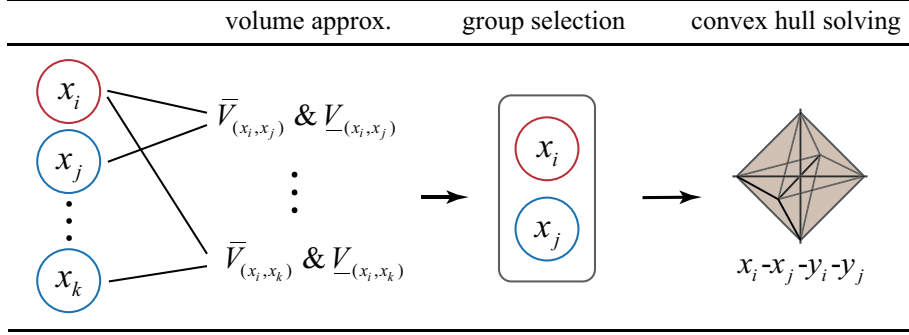 volume approx. group selection convex hull solving
x_i
x_j
x_k
V̅_(x_i,x_j) & V̲_(x_i,x_j)
V̅_(x_i,x_k) & V̲_(x_i,x_k)
x_i
x_j
x_i-x_j-y_i-y_j